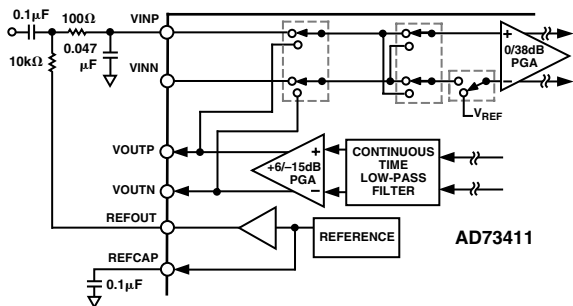 0.1μF
100Ω
VINP
0.047
μF
10kΩ
VINN
+
0/38dB
PGA
–
VREF
VOUTP
+
+6/–15dB
PGA
–
CONTINUOUS
TIME
LOW-PASS
FILTER
VOUTN
REFOUT
REFERENCE
AD73411
REFCAP
0.1μF